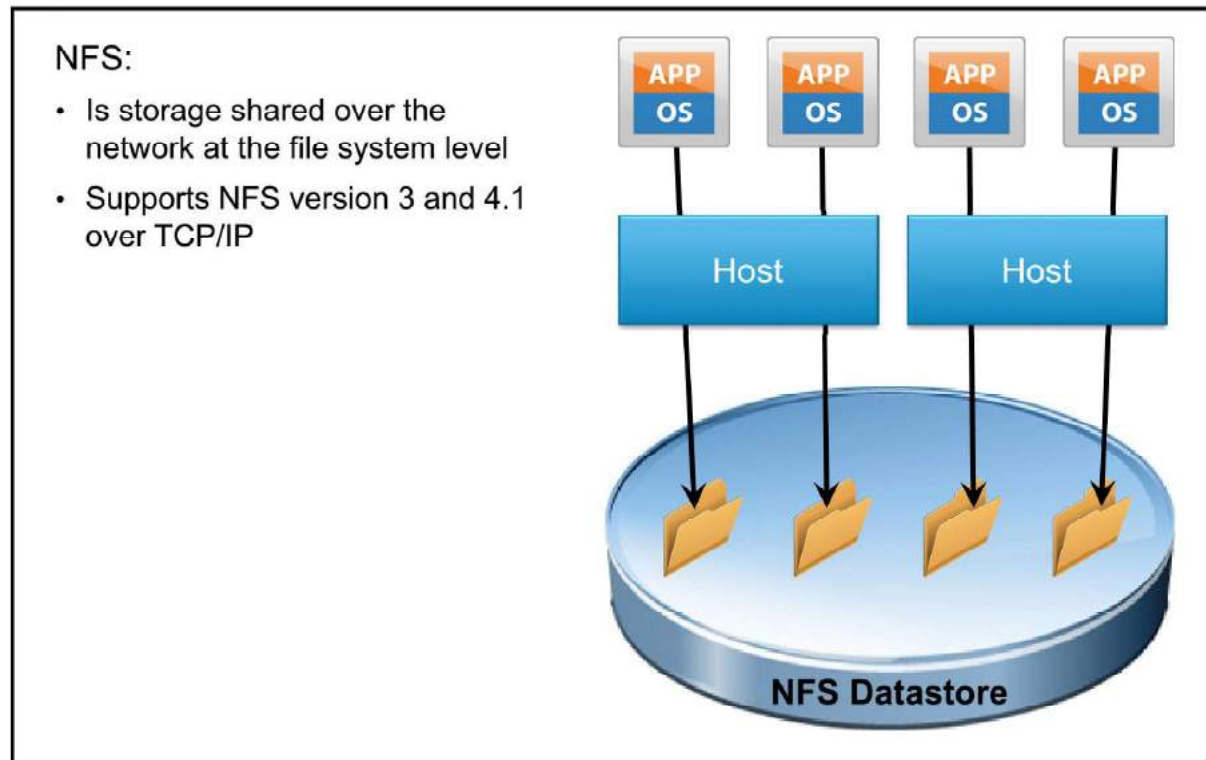 NFS:
• Is storage shared over the
network at the file system level
• Supports NFS version 3 and 4.1
over TCP/IP
APP
OS
APP
OS
APP
OS
APP
OS
Host
Host
NFS Datastore